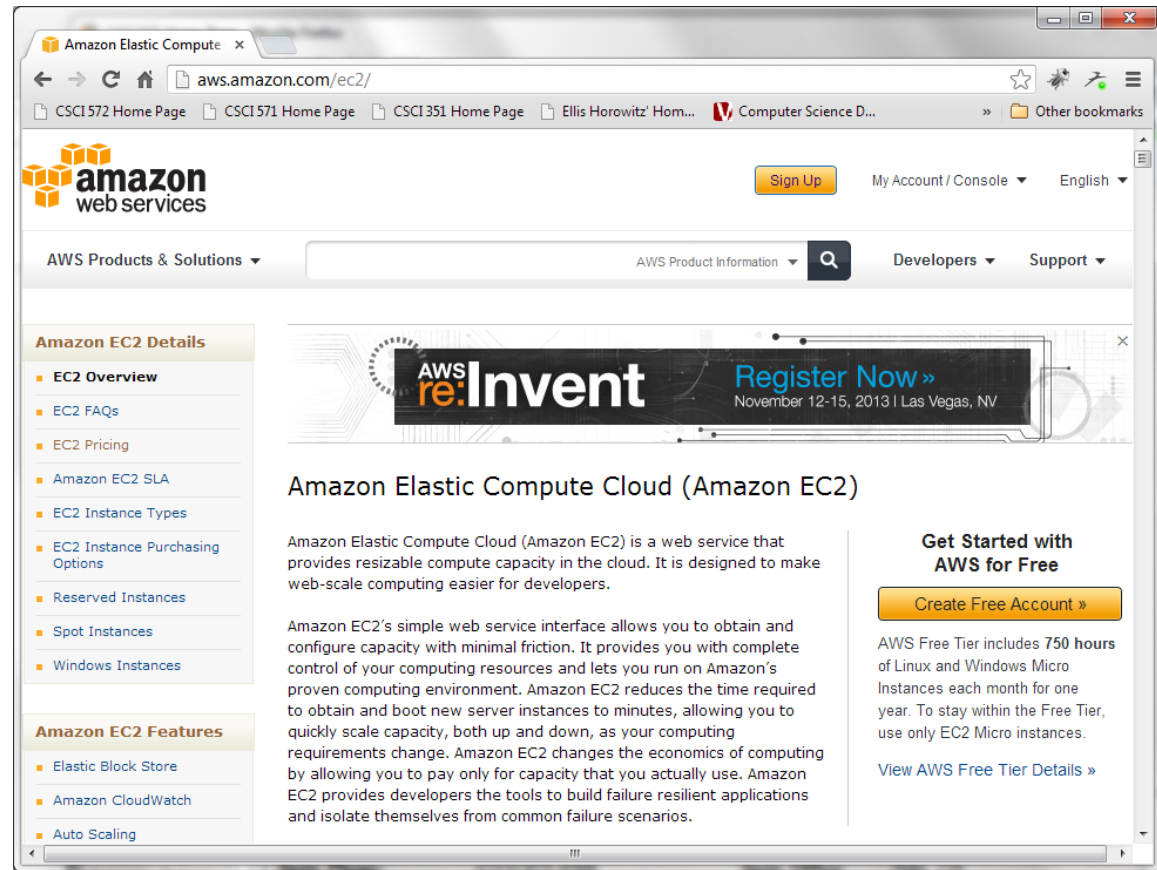 Amazon Elastic Compute
aws.amazon.com/ec2/
CSCI 572 Home Page CSCI 571 Home Page CSCI 351 Home Page Ellis Horowitz' Hom... Computer Science D... » Other bookmarks
amazon
web services
Sign Up My Account / Console English
AWS Products & Solutions AWS Product Information Developers Support
Amazon EC2 Details
EC2 Overview
EC2 FAQs
EC2 Pricing
Amazon EC2 SLA
EC2 Instance Types
EC2 Instance Purchasing
Options
Reserved Instances
Spot Instances
Windows Instances
Amazon EC2 Features
Elastic Block Store
Amazon CloudWatch
Auto Scaling
AWS
re:Invent
Register Now »
November 12-15, 2013 | Las Vegas, NV
Amazon Elastic Compute Cloud (Amazon EC2)
Amazon Elastic Compute Cloud (Amazon EC2) is a web service that
provides resizable compute capacity in the cloud. It is designed to make
web-scale computing easier for developers.
Amazon EC2's simple web service interface allows you to obtain and
configure capacity with minimal friction. It provides you with complete
control of your computing resources and lets you run on Amazon's
proven computing environment. Amazon EC2 reduces the time required
to obtain and boot new server instances to minutes, allowing you to
quickly scale capacity, both up and down, as your computing
requirements change. Amazon EC2 changes the economics of computing
by allowing you to pay only for capacity that you actually use. Amazon
EC2 provides developers the tools to build failure resilient applications
and isolate themselves from common failure scenarios.
Get Started with
AWS for Free
Create Free Account »
AWS Free Tier includes 750 hours
of Linux and Windows Micro
Instances each month for one
year. To stay within the Free Tier,
use only EC2 Micro instances.
View AWS Free Tier Details »